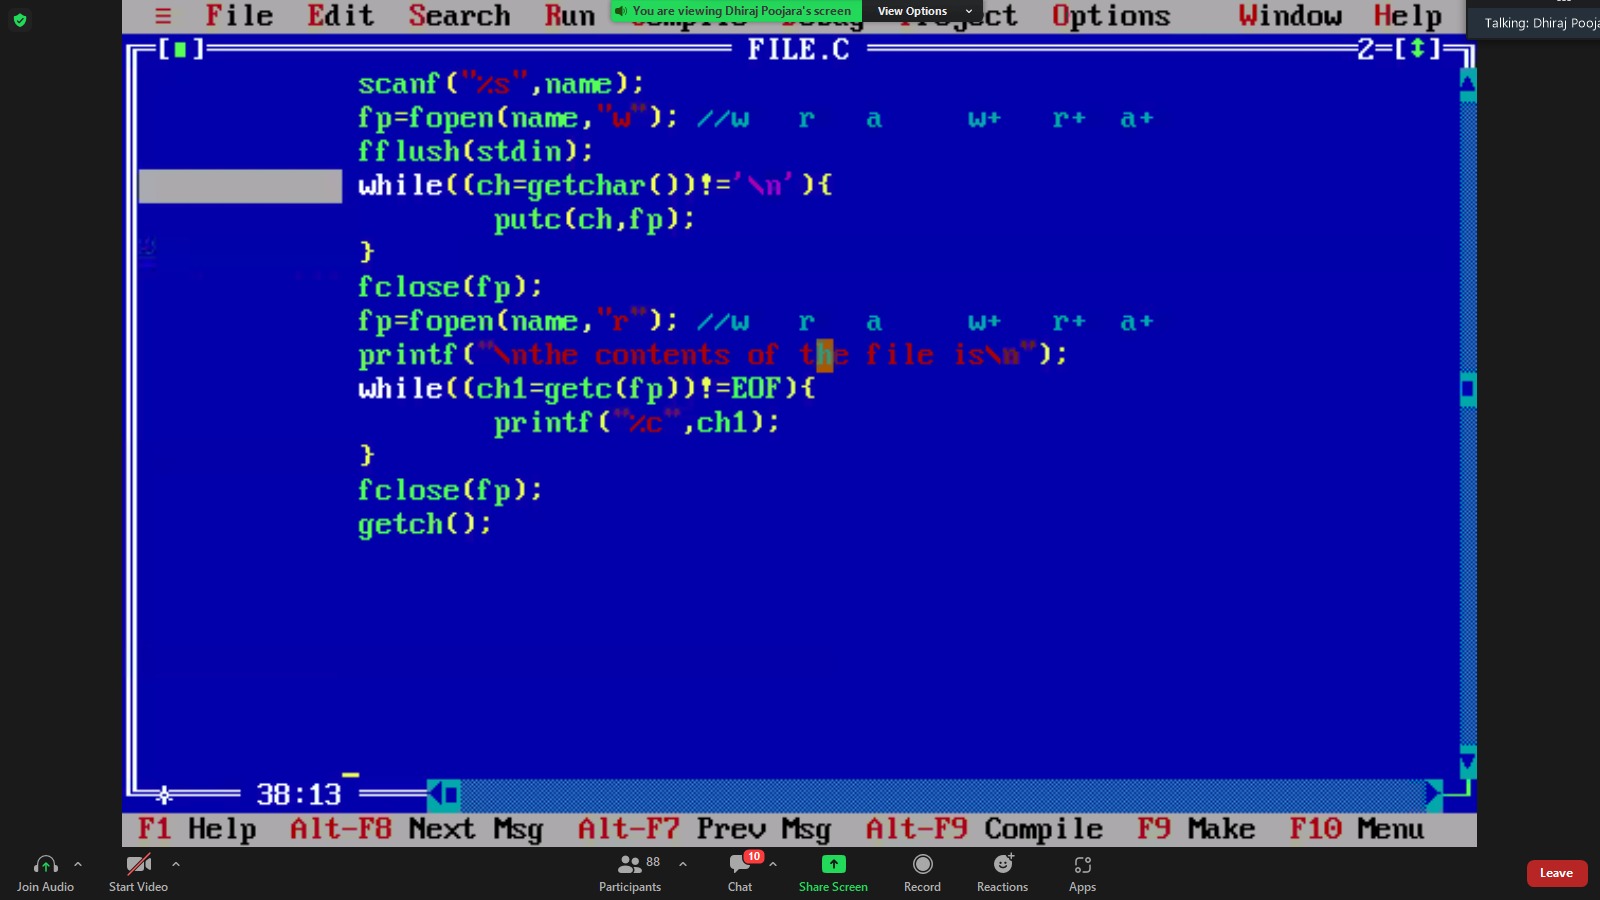 ≡ File Edit Search Run Compile Debug Project Options Window Help
You are viewing Dhiraj Poojara's screen
View Options
Talking: Dhiraj Pooja
[■] FILE.C 2=[↕]
scanf("%s",name);
fp=fopen(name,"w"); //w r a w+ r+ a+
fflush(stdin);
while((ch=getchar())!='\n'){
putc(ch,fp);
}
fclose(fp);
fp=fopen(name,"r"); //w r a w+ r+ a+
printf("\nthe contents of the file is\n");
while((ch1=getc(fp))!=EOF){
printf("%c",ch1);
}
fclose(fp);
getch();
38:13
F1 Help Alt-F8 Next Msg Alt-F7 Prev Msg Alt-F9 Compile F9 Make F10 Menu
88 10
Join Audio Start Video Participants Chat Share Screen Record Reactions Apps Leave